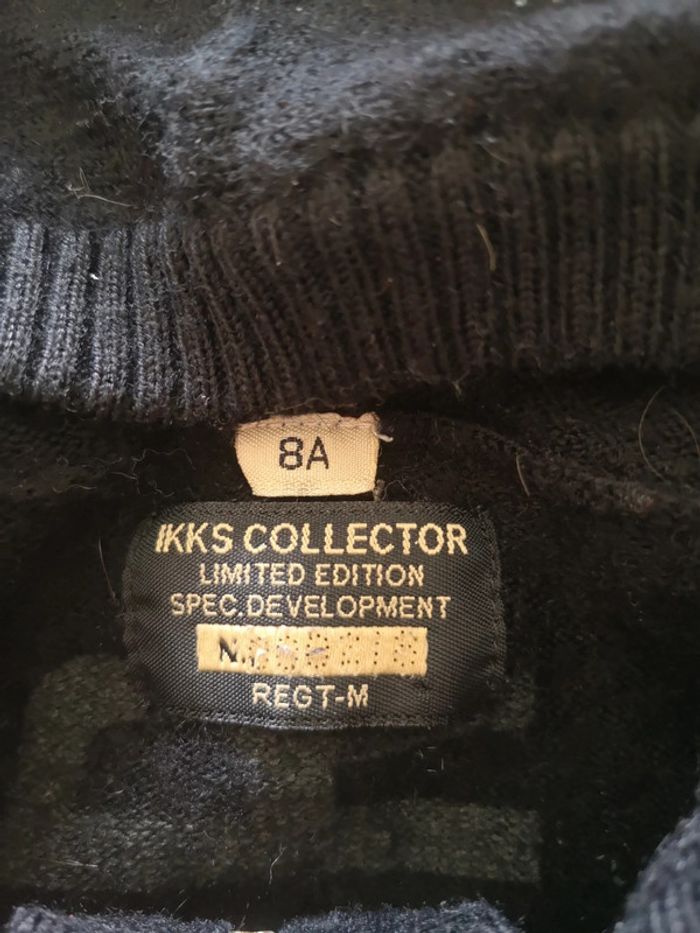 8A
IKKS COLLECTOR
LIMITED EDITION
SPEC.DEVELOPMENT
REGT-M